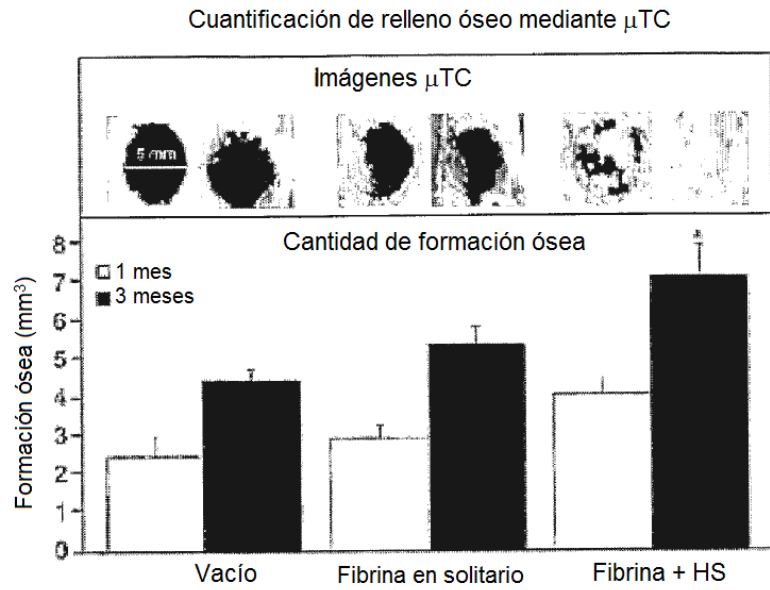 Cuantificación de relleno óseo mediante μTC
Imágenes μTC
5 mm
Cantidad de formación ósea
1 mes
3 meses
Formación ósea (mm³)
8
7
6
5
4
3
2
1
0
*
Vacío
Fibrina en solitario
Fibrina + HS